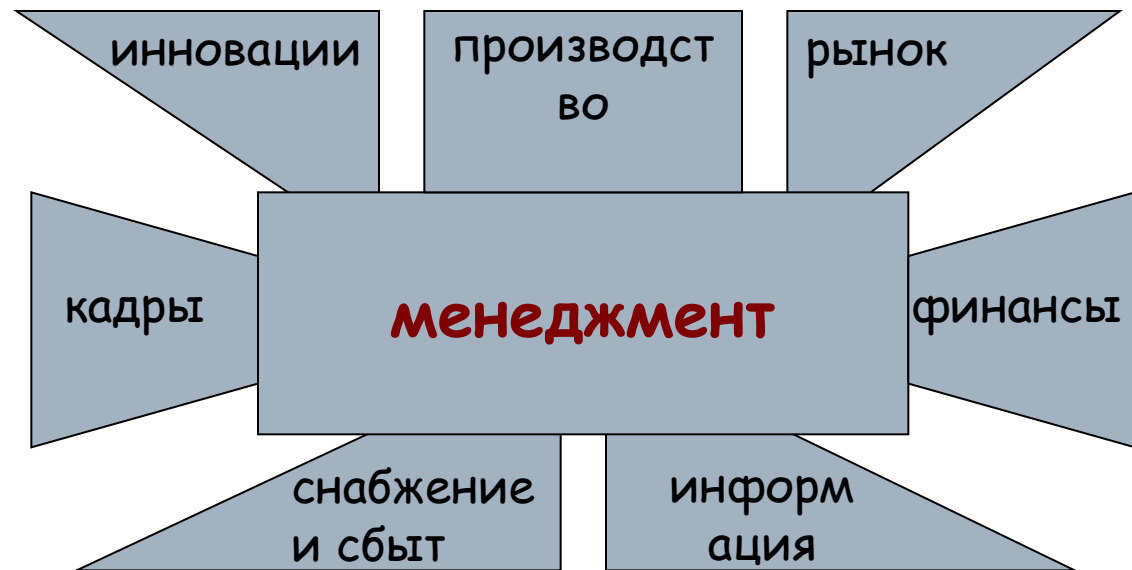 инновации
производст
во
рынок
кадры
менеджмент
финансы
снабжение
и сбыт
информ
ация